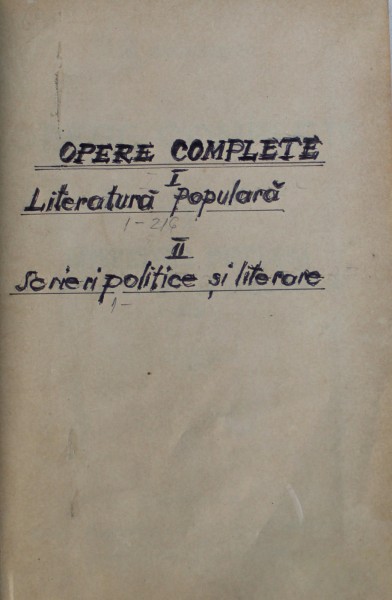 OPERE COMPLETE
I
Literatură populară
1-216
II
Scrieri politice și literare
1-